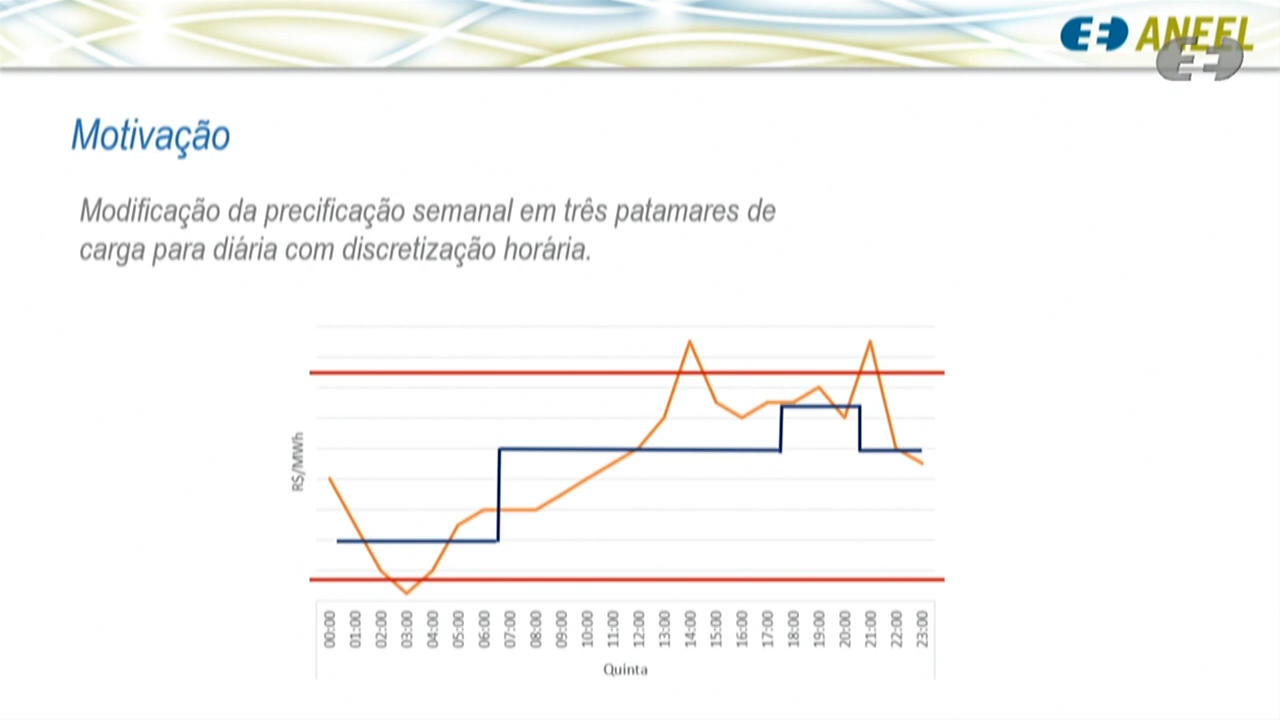 ANEEL
Motivação
Modificação da precificação semanal em três patamares de
carga para diária com discretização horária.
R$/MWh
00:00 01:00 02:00 03:00 04:00 05:00 06:00 07:00 08:00 09:00 10:00 11:00 12:00 13:00 14:00 15:00 16:00 17:00 18:00 19:00 20:00 21:00 22:00 23:00
Quinta